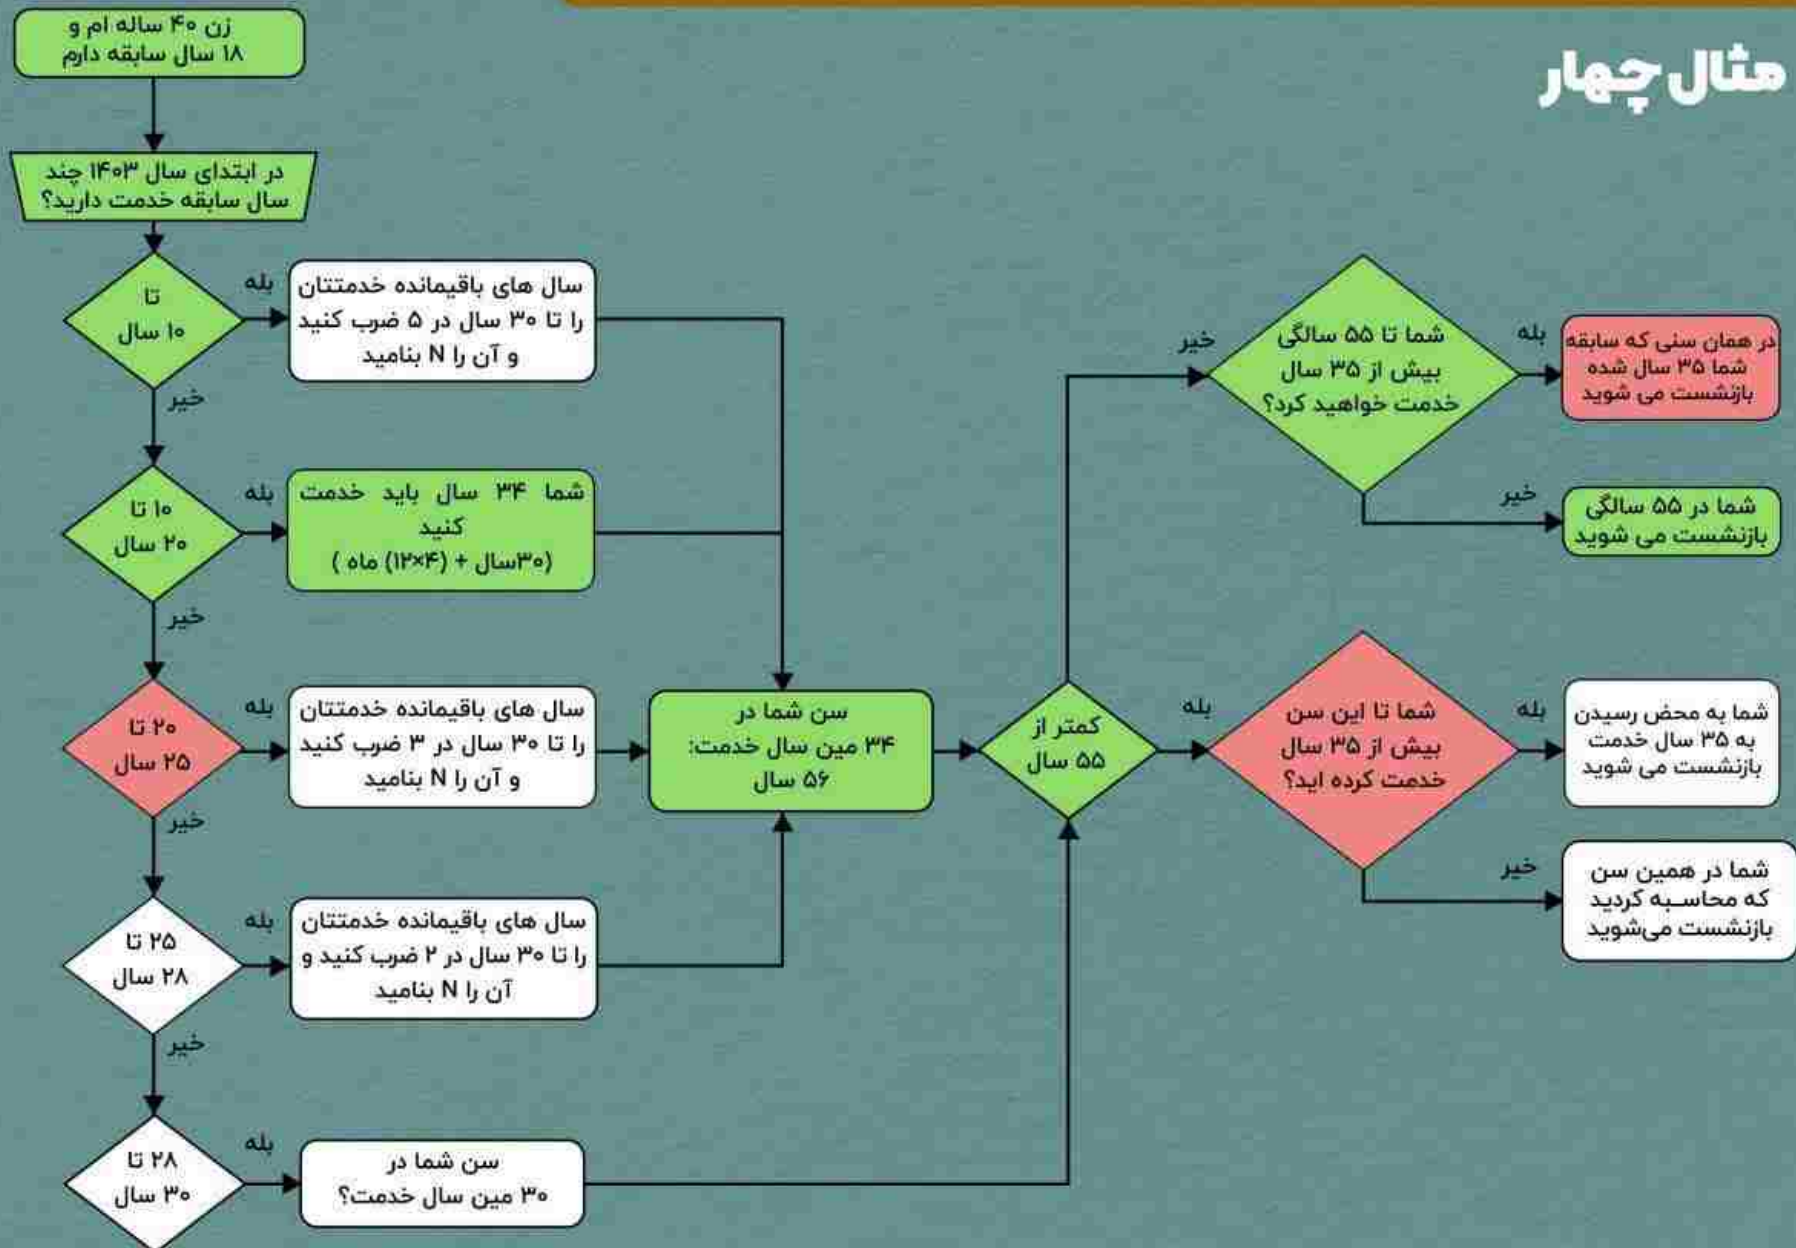 مثال چهار
زن ۴۰ ساله ام و
۱۸ سال سابقه دارم
در ابتدای سال ۱۴۰۳ چند
سال سابقه خدمت دارید؟
تا
۱۰ سال
بله
سال های باقیمانده خدمتتان
را تا ۳۰ سال در ۵ ضرب کنید
و آن را N بنامید
خیر
۱۰ تا
۲۰ سال
بله
شما ۳۴ سال باید خدمت
کنید
(۳۰سال + (۴×۱۲) ماه )
خیر
۲۰ تا
۲۵ سال
بله
سال های باقیمانده خدمتتان
را تا ۳۰ سال در ۳ ضرب کنید
و آن را N بنامید
خیر
۲۵ تا
۲۸ سال
بله
سال های باقیمانده خدمتتان
را تا ۳۰ سال در ۲ ضرب کنید و
آن را N بنامید
خیر
۲۸ تا
۳۰ سال
بله
سن شما در
۳۰ مین سال خدمت؟
سن شما در
۳۴ مین سال خدمت:
۵۶ سال
کمتر از
۵۵ سال
خیر
شما تا ۵۵ سالگی
بیش از ۳۵ سال
خدمت خواهید کرد؟
بله
در همان سنی که سابقه
شما ۳۵ سال شده
بازنشست می شوید
خیر
شما در ۵۵ سالگی
بازنشست می شوید
بله
شما تا این سن
بیش از ۳۵ سال
خدمت کرده اید؟
بله
شما به محض رسیدن
به ۳۵ سال خدمت
بازنشست می شوید
خیر
شما در همین سن
که محاسبه کردید
بازنشست می‌شوید